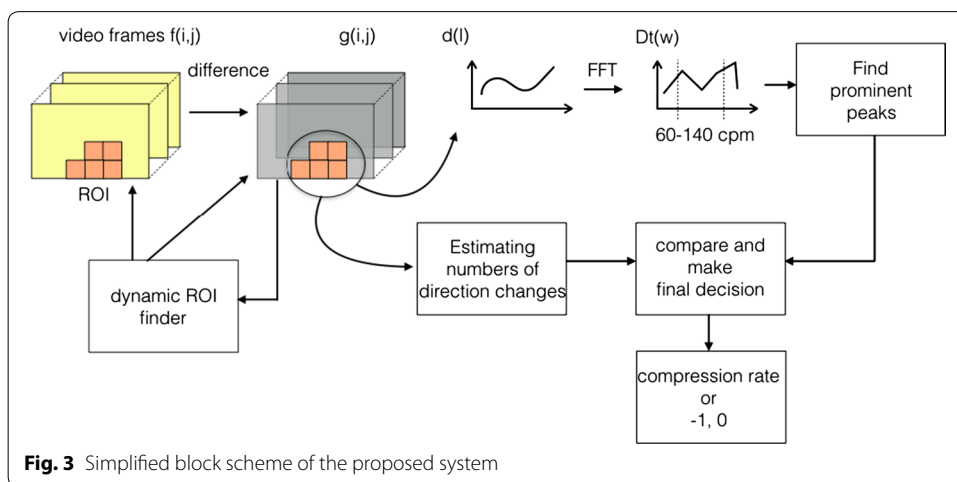 video frames f(i,j)
g(i,j)
d(l)
Dt(w)
difference
FFT
Find
prominent
peaks
60-140 cpm
ROI
dynamic ROI
finder
Estimating
numbers of
direction changes
compare and
make
final decision
compression rate
or
-1, 0
Fig. 3 Simplified block scheme of the proposed system